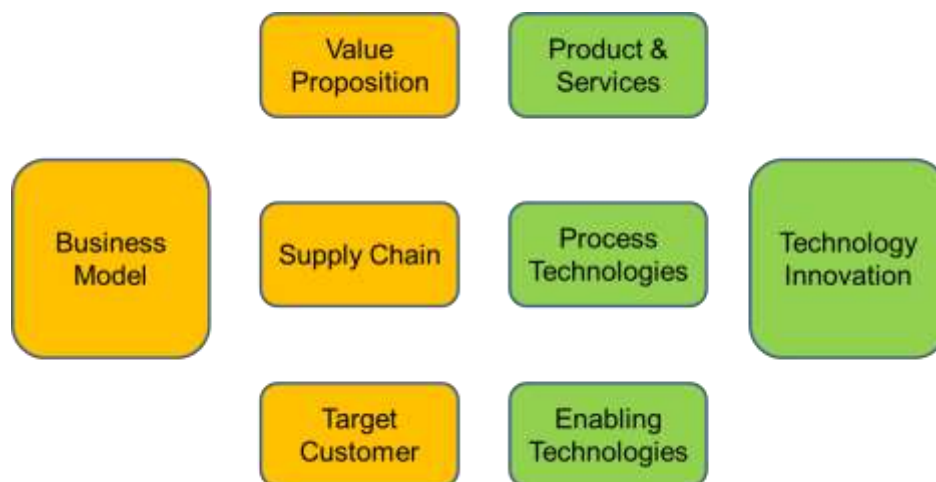 Value
Proposition
Product &
Services
Business
Model
Supply Chain
Process
Technologies
Technology
Innovation
Target
Customer
Enabling
Technologies